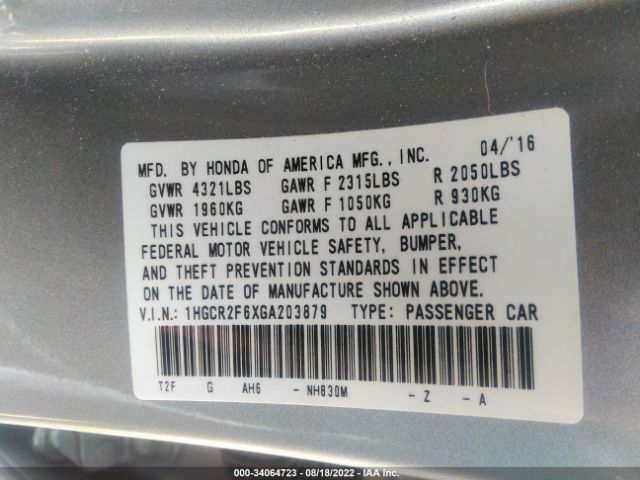 MFD. BY HONDA OF AMERICA MFG., INC. 04/'16
GVWR 4321LBS GAWR F 2315LBS R 2050LBS
GVWR 1960KG GAWR F 1050KG R 930KG
THIS VEHICLE CONFORMS TO ALL APPLICABLE
FEDERAL MOTOR VEHICLE SAFETY, BUMPER,
AND THEFT PREVENTION STANDARDS IN EFFECT
ON THE DATE OF MANUFACTURE SHOWN ABOVE.
V.I.N.: 1HGCR2F6XGA203879 TYPE: PASSENGER CAR
T2F G AH6 - NH830M - Z - A
000-34064723 - 08/18/2022 - IAA Inc.